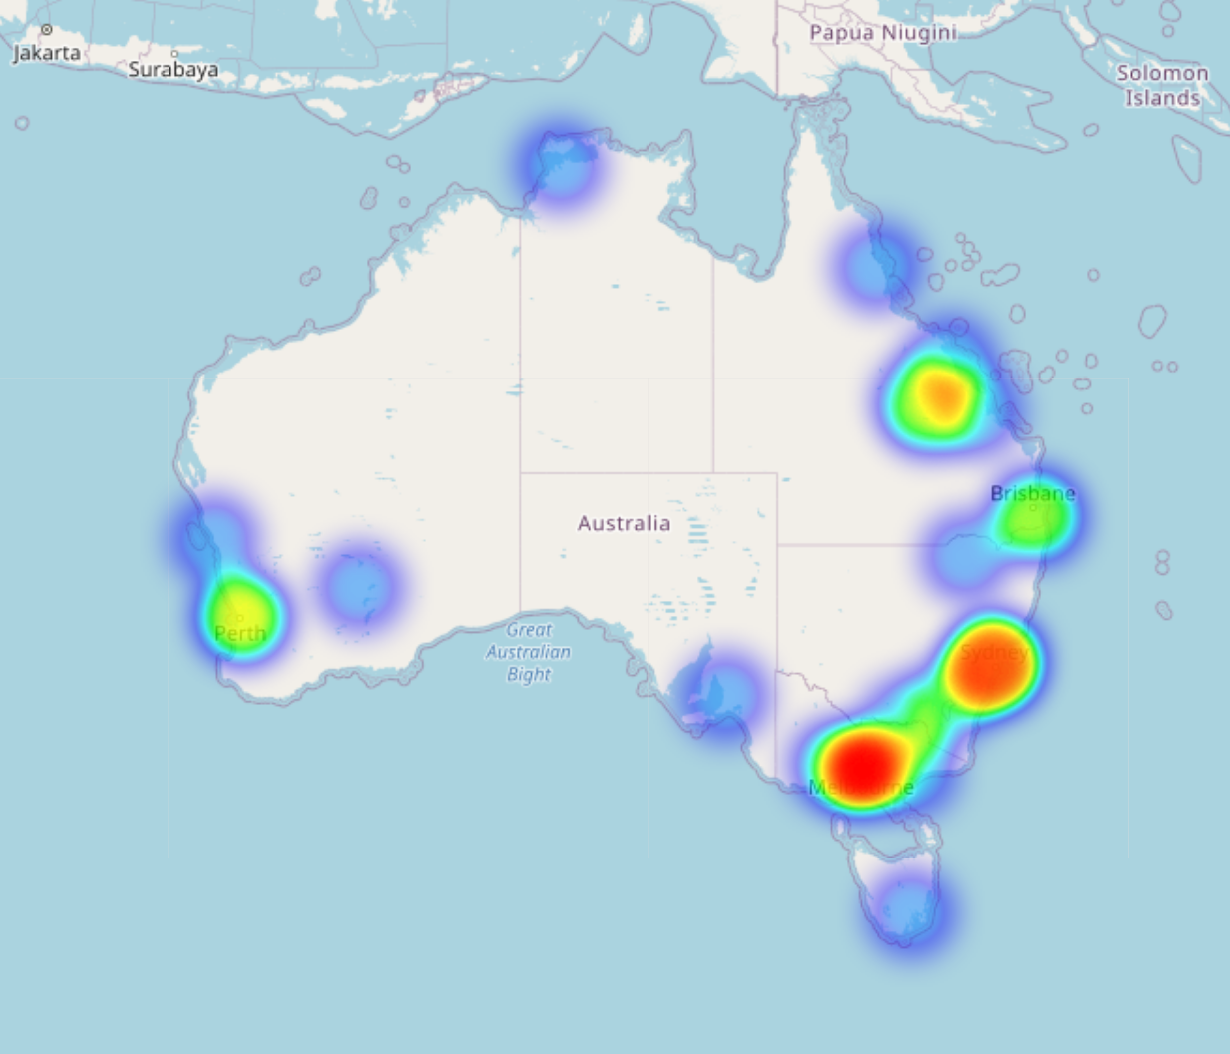 Jakarta
Surabaya
Papua Niugini
Solomon
Islands
Brisbane
Australia
Perth
Great
Australian
Bight
Sydney
Melbourne